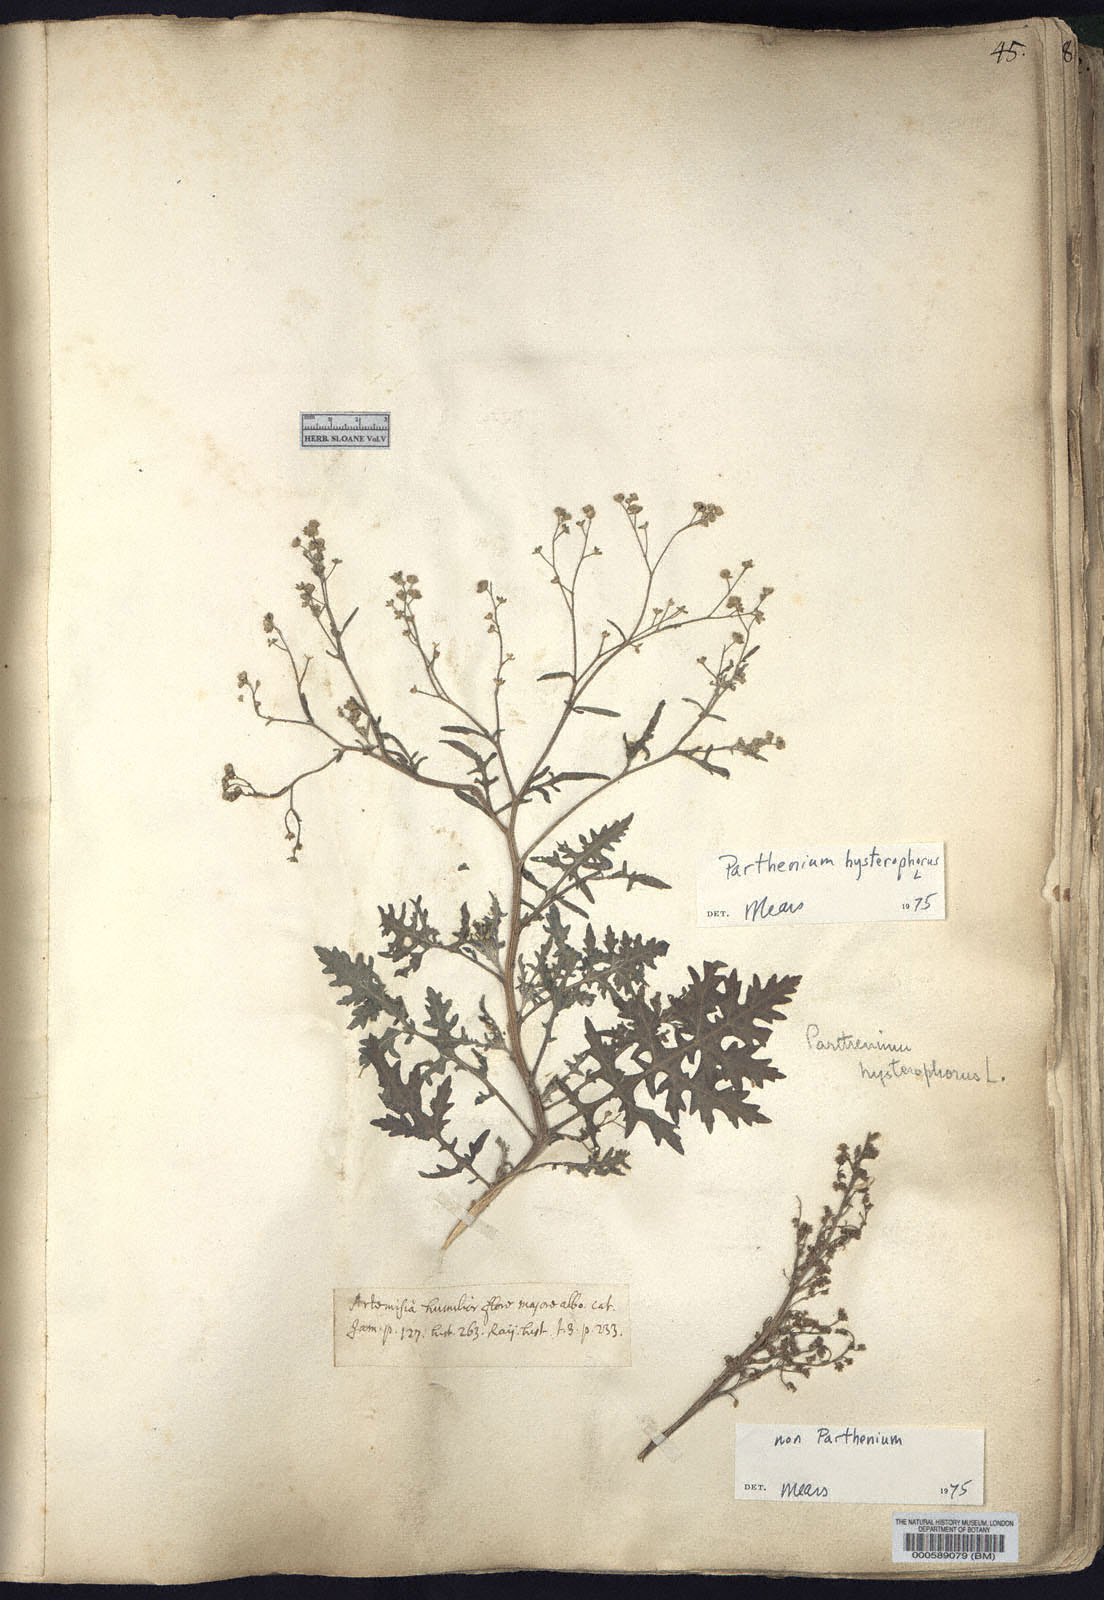 45.
8
HERB. SLOANE Vol.V
Parthenium hysterophorus
L
DET. Mears 1975
Parthenium
hysterophorus L.
Artemisia humilior flore majore albo. cat.
Jam. p. 127. hist. 263. Raij. hist. t.3. p. 233.
non Parthenium
DET. Mears 1975
THE NATURAL HISTORY MUSEUM, LONDON
DEPARTMENT OF BOTANY
000589079 (BM)